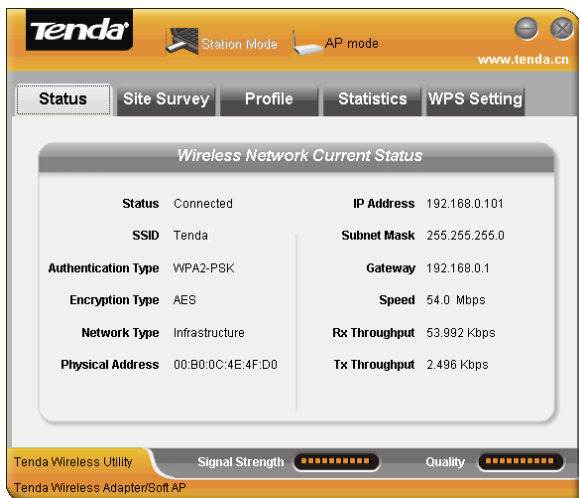 Tenda
Station Mode AP mode
www.tenda.cn
Status Site Survey Profile Statistics WPS Setting
Wireless Network Current Status
Status Connected IP Address 192.168.0.101
SSID Tenda Subnet Mask 255.255.255.0
Authentication Type WPA2-PSK Gateway 192.168.0.1
Encryption Type AES Speed 54.0 Mbps
Network Type Infrastructure Rx Throughput 53.992 Kbps
Physical Address 00:B0:0C:4E:4F:D0 Tx Throughput 2.496 Kbps
Tenda Wireless Utility Signal Strength Quality
Tenda Wireless Adapter/Soft AP